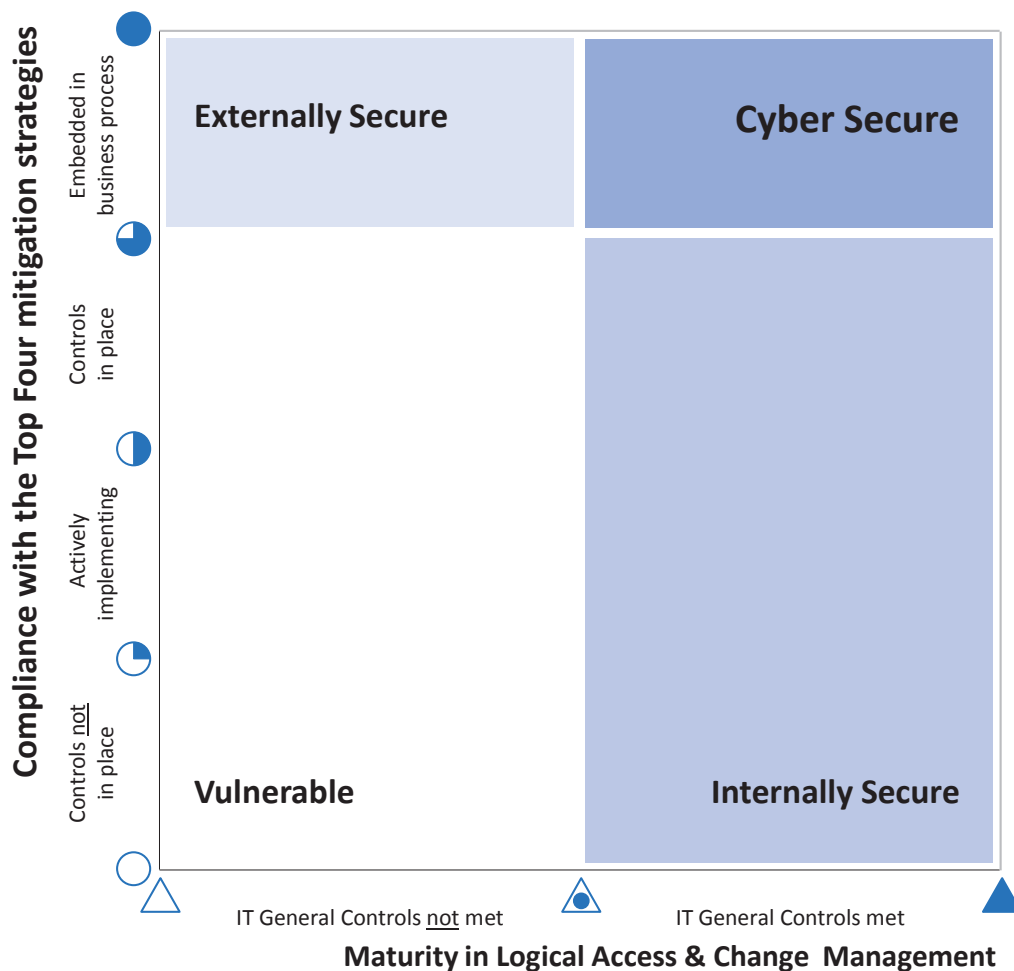 Compliance with the Top Four mitigation strategies
Embedded in
business process
Controls
in place
Actively
implementing
Controls not
in place
Externally Secure
Cyber Secure
Vulnerable
Internally Secure
IT General Controls not met
IT General Controls met
Maturity in Logical Access & Change Management